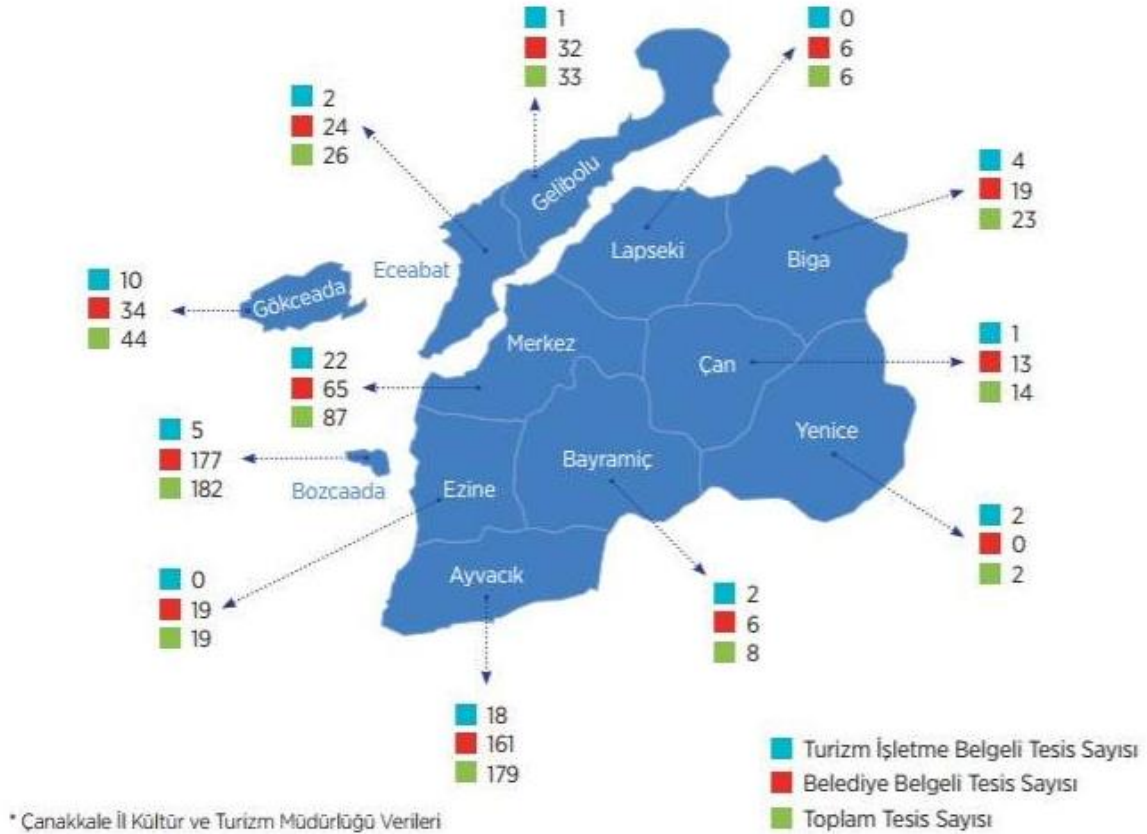 1
32
33
0
6
6
2
24
26
4
19
23
Gelibolu
Lapseki
Biga
Eceabat
10
34
44
Gökceada
Merkez
22
65
87
Çan
1
13
14
5
177
182
Bozcaada
Ezine
Bayramiç
Yenice
2
0
2
0
19
19
Ayvacık
2
6
8
18
161
179
Turizm İşletme Belgeli Tesis Sayısı
Belediye Belgeli Tesis Sayısı
Toplam Tesis Sayısı
* Çanakkale İl Kültür ve Turizm Müdürlüğü Verileri